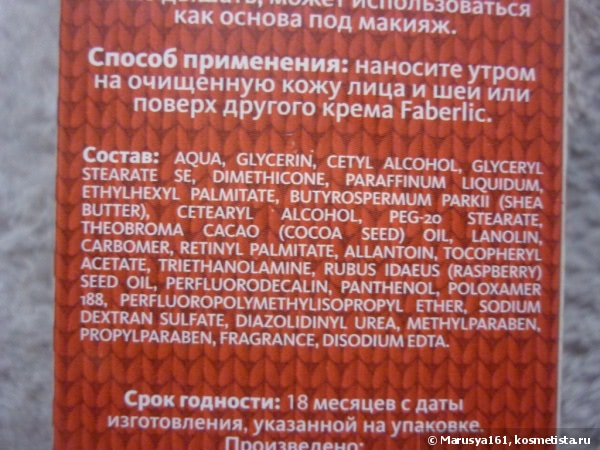 дышать, может использоваться
как основа под макияж.
Способ применения: наносите утром
на очищенную кожу лица и шеи или
поверх другого крема Faberlic.
Состав: AQUA, GLYCERIN, CETYL ALCOHOL, GLYCERYL
STEARATE SE, DIMETHICONE, PARAFFINUM LIQUIDUM,
ETHYLHEXYL PALMITATE, BUTYROSPERMUM PARKII (SHEA
BUTTER), CETEARYL ALCOHOL, PEG-20 STEARATE,
THEOBROMA CACAO (COCOA SEED) OIL, LANOLIN,
CARBOMER, RETINYL PALMITATE, ALLANTOIN, TOCOPHERYL
ACETATE, TRIETHANOLAMINE, RUBUS IDAEUS (RASPBERRY)
SEED OIL, PERFLUORODECALIN, PANTHENOL, POLOXAMER
188, PERFLUOROPOLYMETHYLISOPROPYL ETHER, SODIUM
DEXTRAN SULFATE, DIAZOLIDINYL UREA, METHYLPARABEN,
PROPYLPARABEN, FRAGRANCE, DISODIUM EDTA.
Срок годности: 18 месяцев с даты
изготовления, указанной на упаковке.
Произведено:
© Marusya161, kosmetista.ru